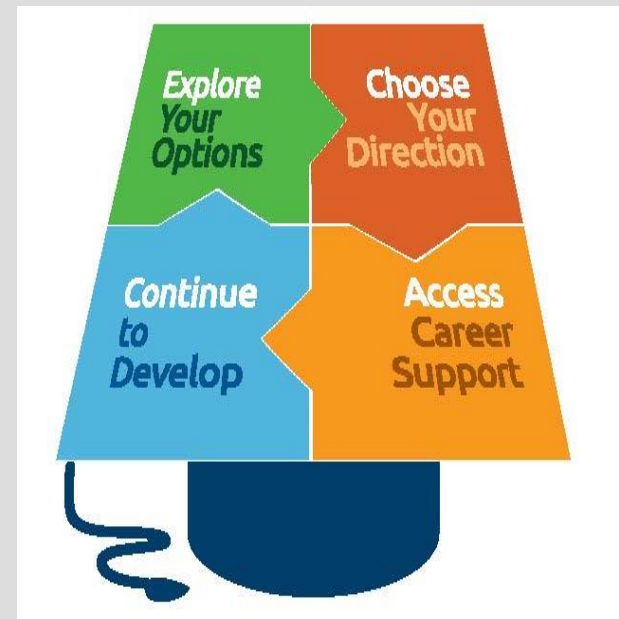 Explore
Your
Options
Choose
Your
Direction
Continue
to
Develop
Access
Career
Support